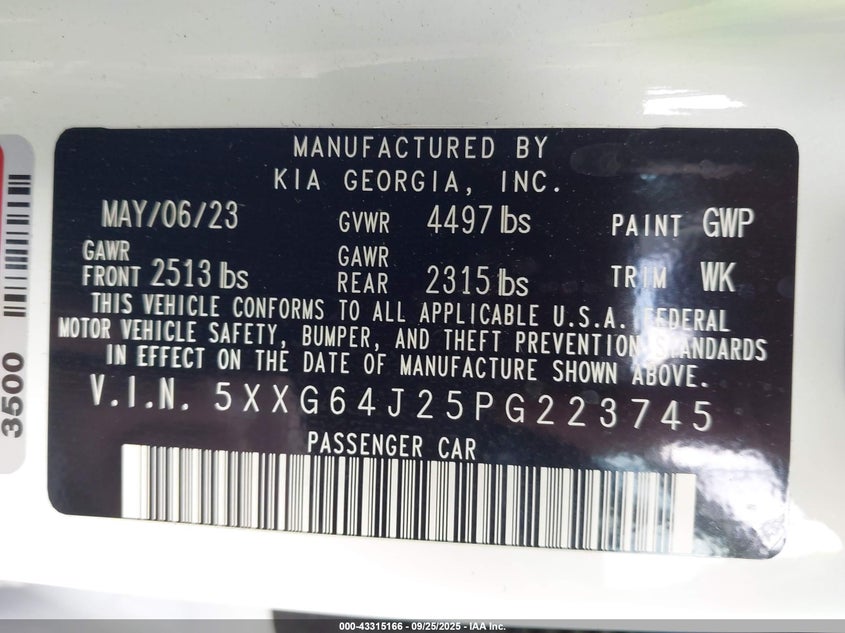 MANUFACTURED BY
KIA GEORGIA, INC.
MAY/06/23 GVWR 4497 lbs PAINT GWP
GAWR FRONT 2513 lbs GAWR REAR 2315 lbs TRIM WK
THIS VEHICLE CONFORMS TO ALL APPLICABLE U.S.A. FEDERAL
MOTOR VEHICLE SAFETY, BUMPER, AND THEFT PREVENTION STANDARDS
IN EFFECT ON THE DATE OF MANUFACTURE SHOWN ABOVE.
V.I.N. 5XXG64J25PG223745
PASSENGER CAR
3500
000-43315166 - 09/25/2025 - IAA Inc.